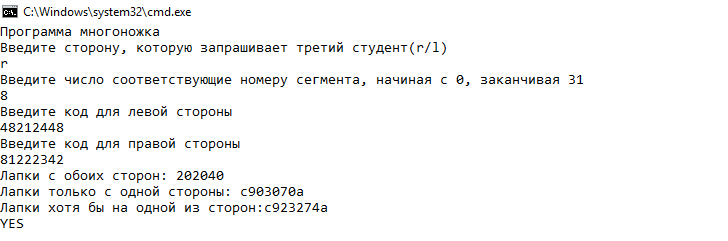 C:\Windows\system32\cmd.exe
Программа многоножка
Введите сторону, которую запрашивает третий студент(r/l)
r
Введите число соответствующие номеру сегмента, начиная с 0, заканчивая 31
8
Введите код для левой стороны
48212448
Введите код для правой стороны
81222342
Лапки с обоих сторон: 202040
Лапки только с одной стороны: c903070a
Лапки хотя бы на одной из сторон:c923274a
YES